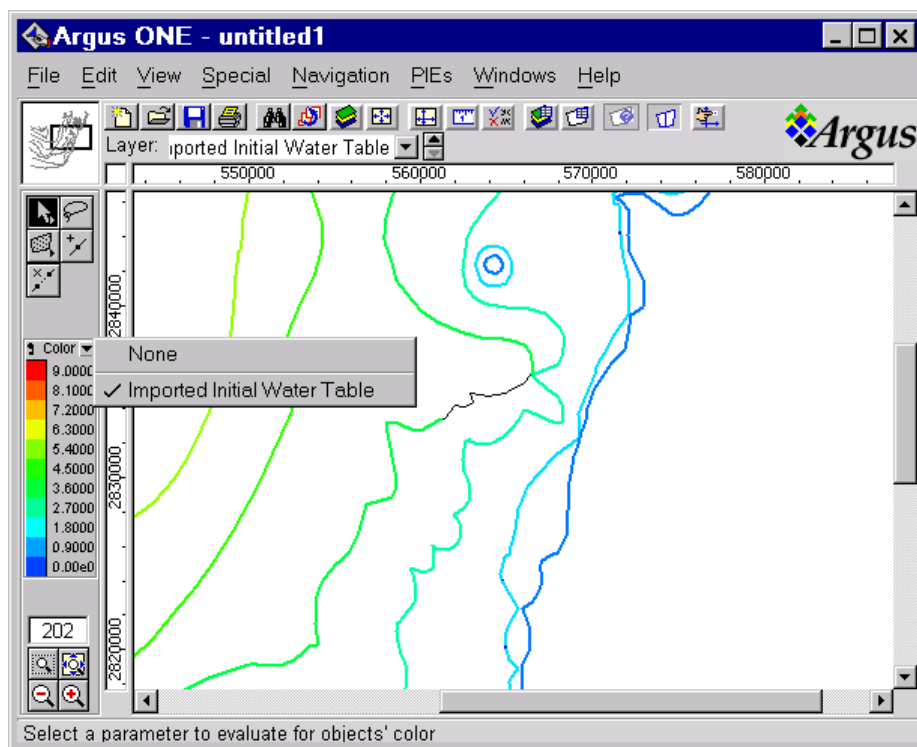 Argus ONE - untitled1
File Edit View Special Navigation PIEs Windows Help
Layer: Imported Initial Water Table
Argus
550000 560000 570000 580000
2840000
Color
None
Imported Initial Water Table
9.0000
8.1000
7.2000
6.3000
5.4000
4.5000
3.6000
2.7000
1.8000
0.9000
0.00e0
2830000
2820000
202
Select a parameter to evaluate for objects' color